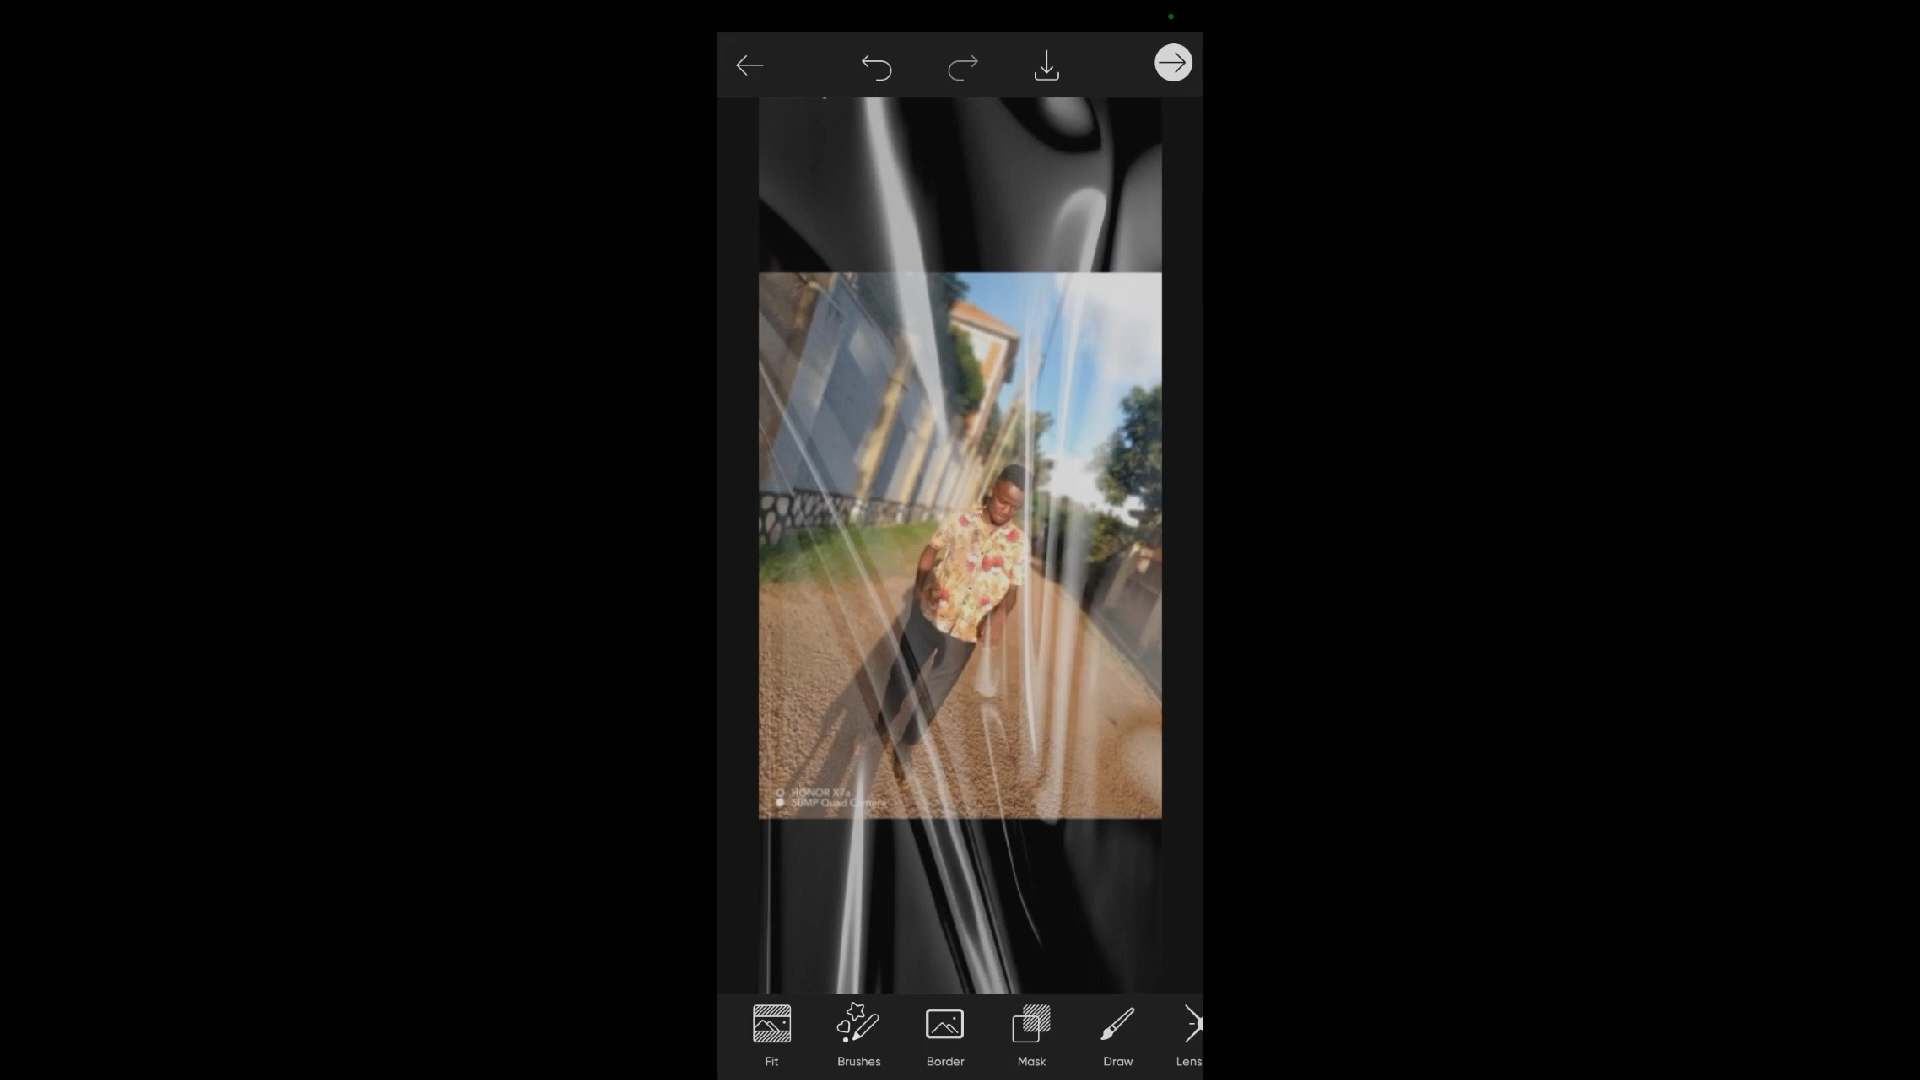 HONOR X7a
50MP Quad Camera
Fit
Brushes
Border
Mask
Draw
Lens